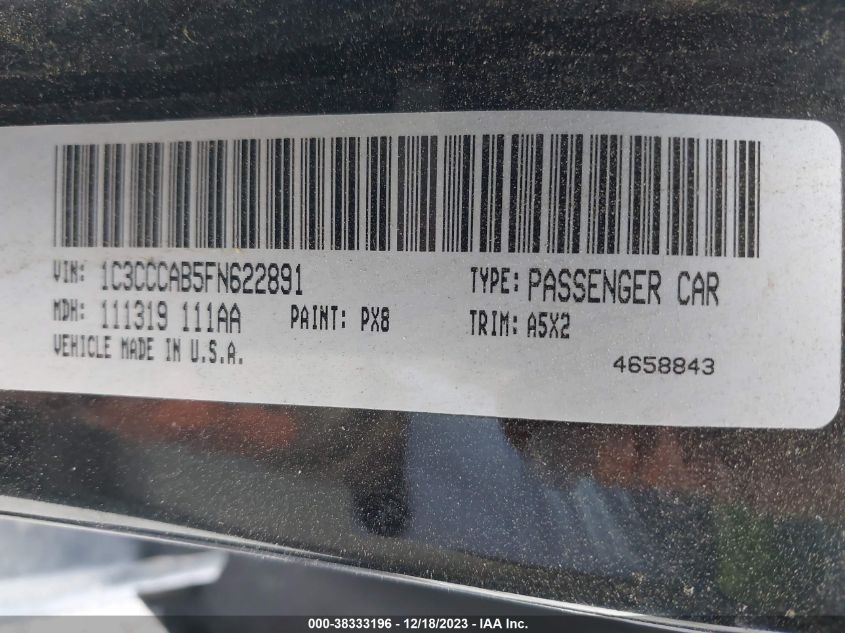 VIN: 1C3CCCAB5FN622891 TYPE: PASSENGER CAR
MDH: 111319 111AA PAINT: PX8 TRIM: A5X2
VEHICLE MADE IN U.S.A. 4658843
000-38333196 - 12/18/2023 - IAA Inc.